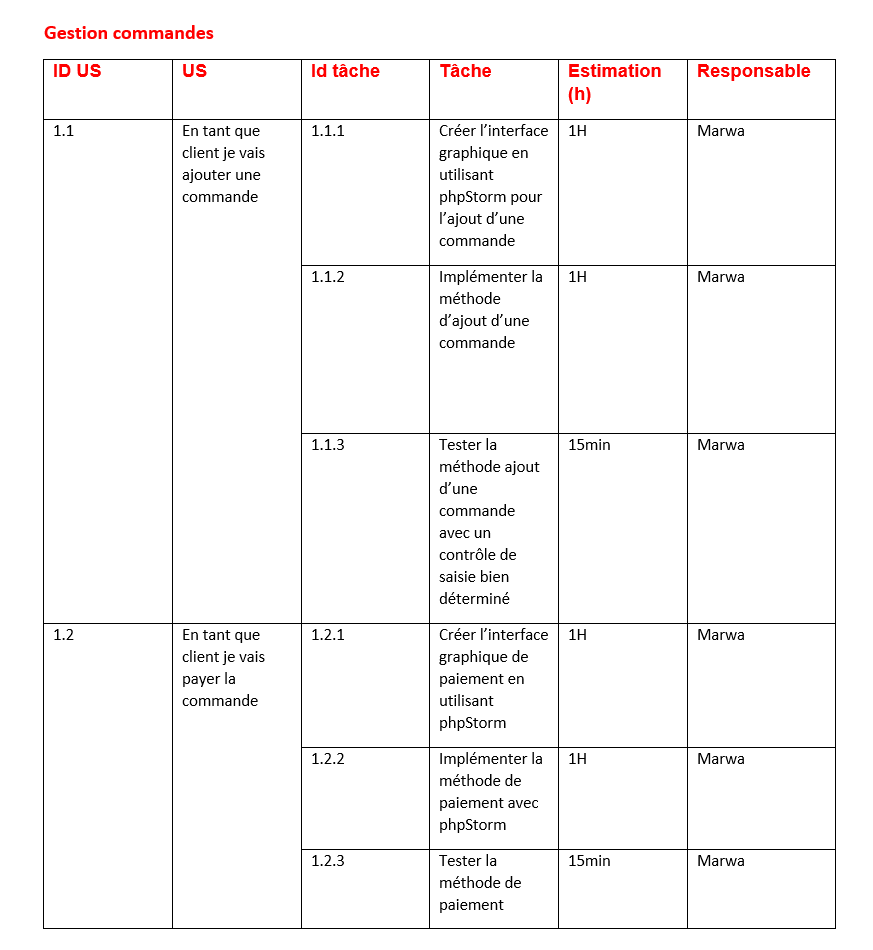 Gestion commandes
ID US US Id tâche Tâche Estimation Responsable
(h)
1.1 En tant que 1.1.1 Créer l’interface 1H Marwa
client je vais graphique en
ajouter une utilisant
commande phpStorm pour
l’ajout d’une
commande
1.1.2 Implémenter la 1H Marwa
méthode
d’ajout d’une
commande
1.1.3 Tester la 15min Marwa
méthode ajout
d’une
commande
avec un
contrôle de
saisie bien
déterminé
1.2 En tant que 1.2.1 Créer l’interface 1H Marwa
client je vais graphique de
payer la paiement en
commande utilisant
phpStorm
1.2.2 Implémenter la 1H Marwa
méthode de
paiement avec
phpStorm
1.2.3 Tester la 15min Marwa
méthode de
paiement